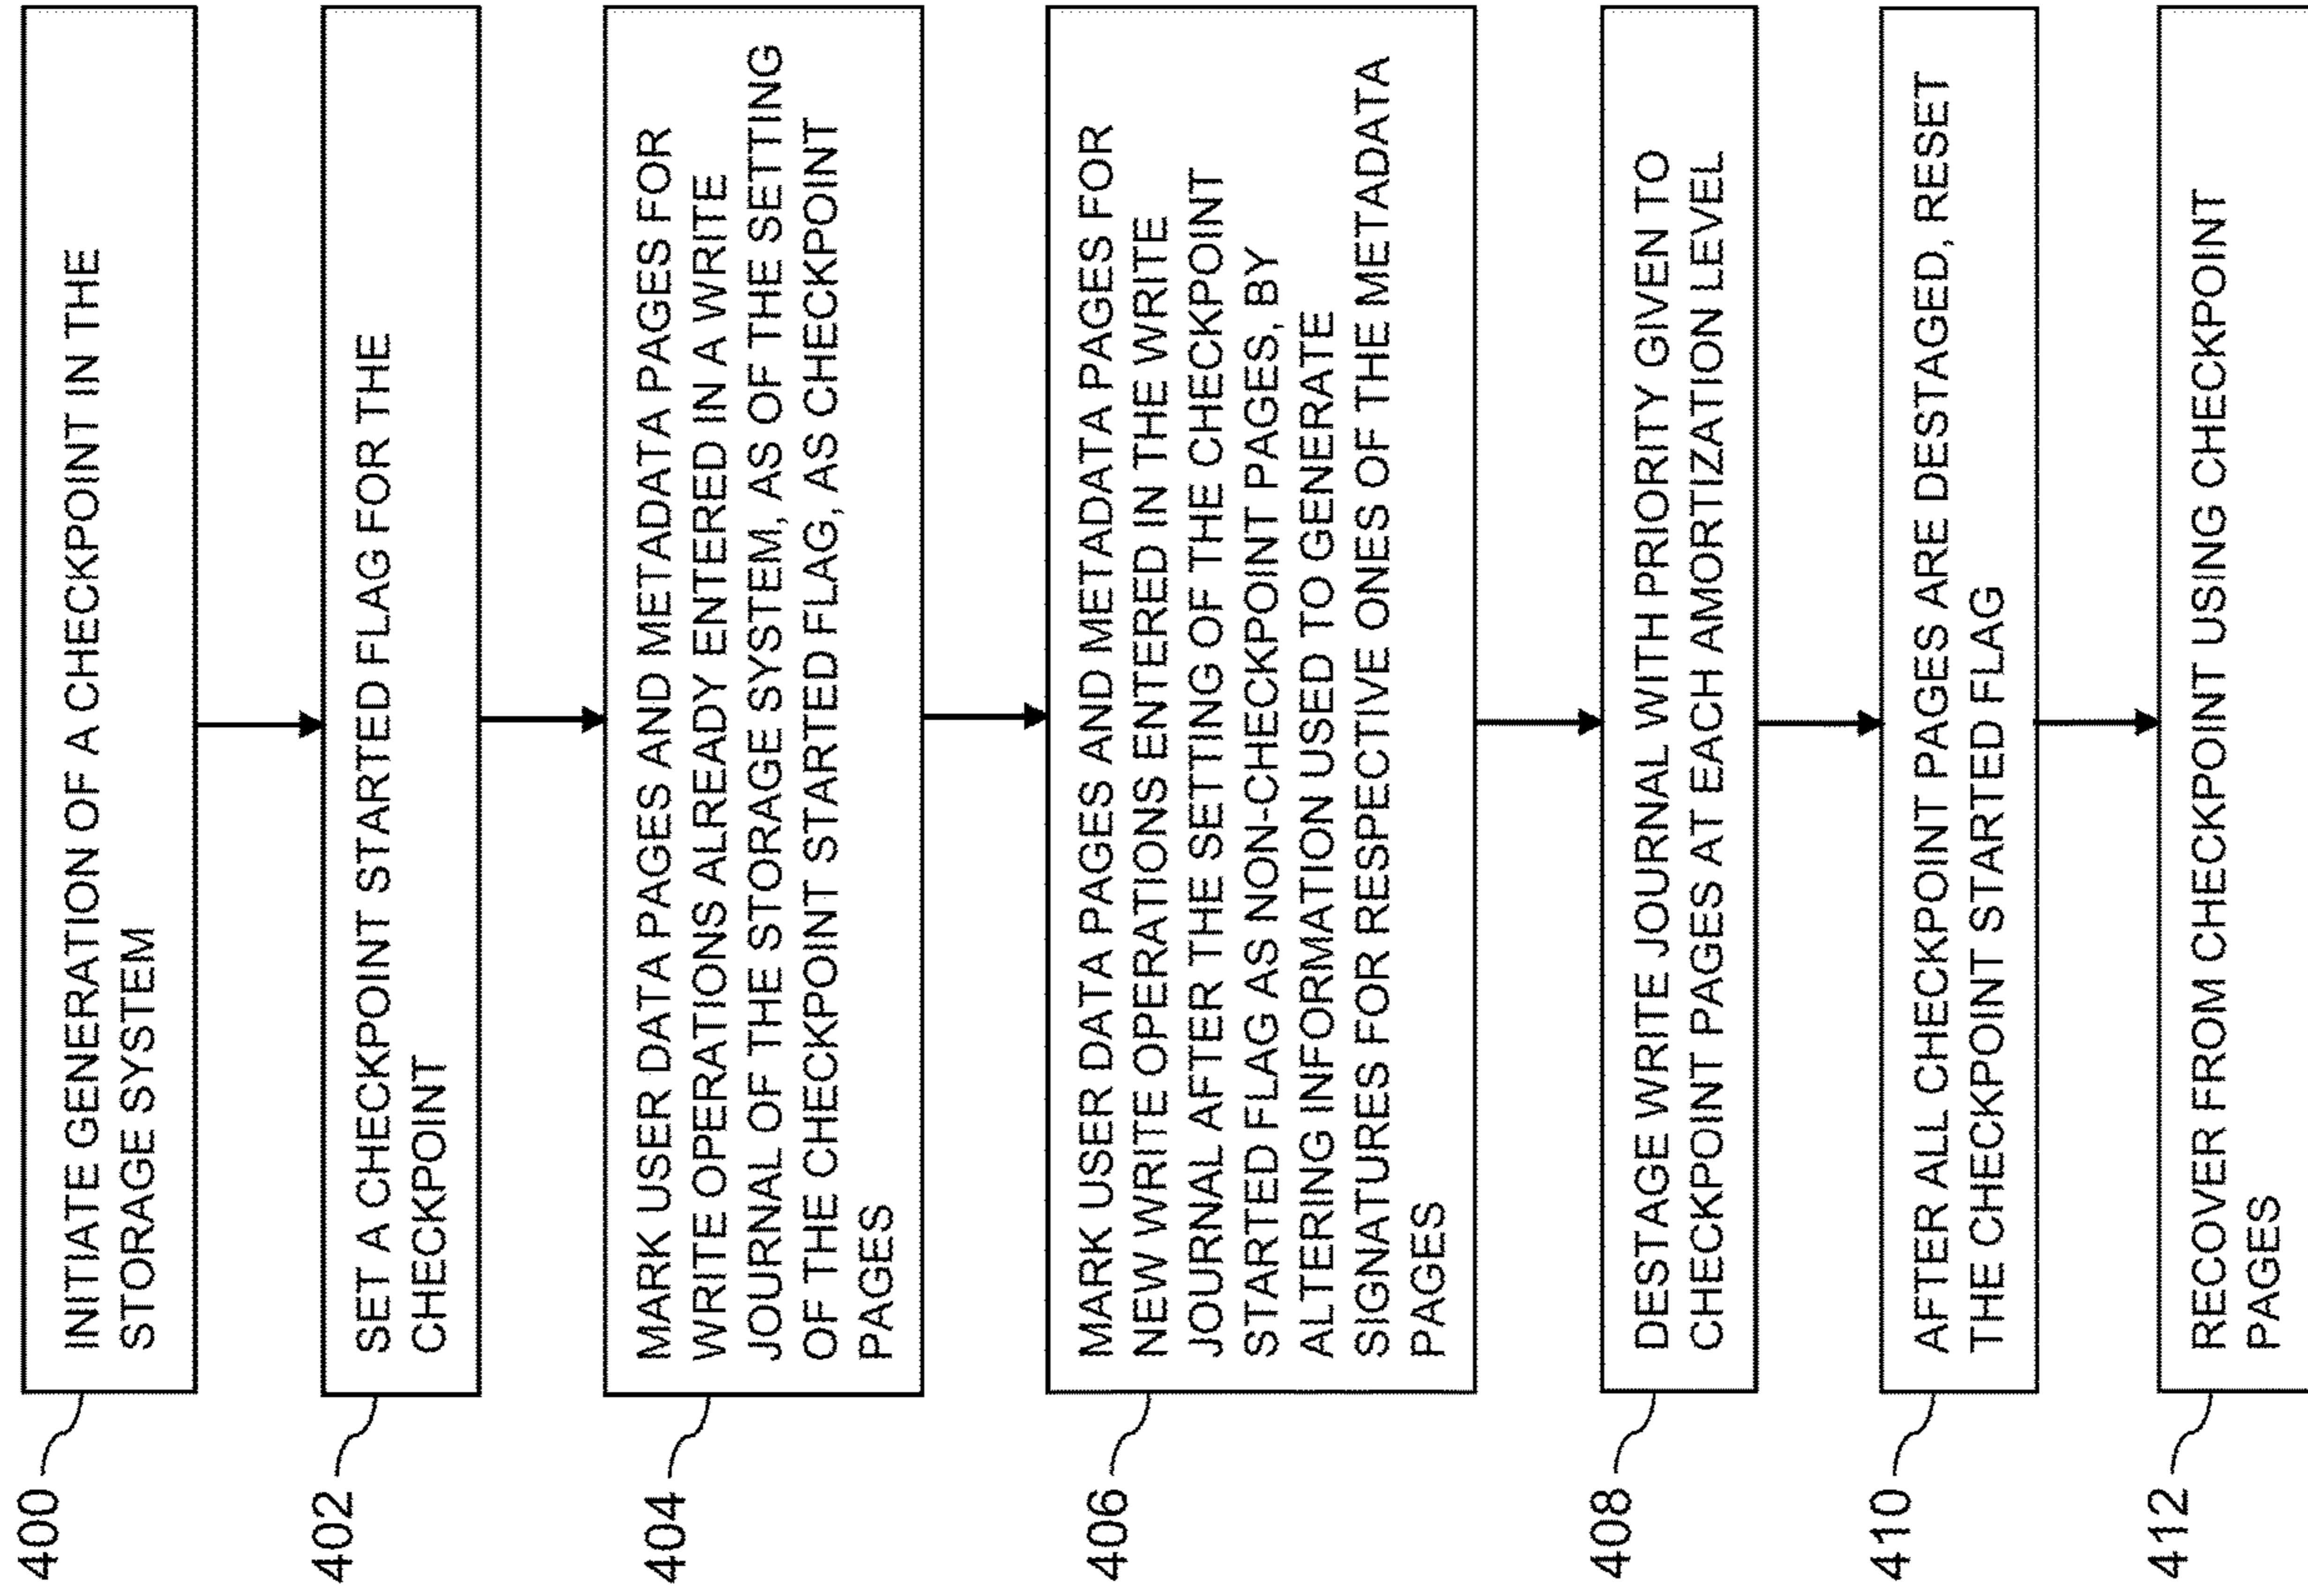 400
INITIATE GENERATION OF A CHECKPOINT IN THE
STORAGE SYSTEM
402
SET A CHECKPOINT STARTED FLAG FOR THE
CHECKPOINT
404
MARK USER DATA PAGES AND METADATA PAGES FOR
WRITE OPERATIONS ALREADY ENTERED IN A WRITE
JOURNAL OF THE STORAGE SYSTEM, AS OF THE SETTING
OF THE CHECKPOINT STARTED FLAG, AS CHECKPOINT
PAGES
406
MARK USER DATA PAGES AND METADATA PAGES FOR
NEW WRITE OPERATIONS ENTERED IN THE WRITE
JOURNAL AFTER THE SETTING OF THE CHECKPOINT
STARTED FLAG AS NON-CHECKPOINT PAGES, BY
ALTERING INFORMATION USED TO GENERATE
SIGNATURES FOR RESPECTIVE ONES OF THE METADATA
PAGES
408
DESTAGE WRITE JOURNAL WITH PRIORITY GIVEN TO
CHECKPOINT PAGES AT EACH AMORTIZATION LEVEL
410
AFTER ALL CHECKPOINT PAGES ARE DESTAGED, RESET
THE CHECKPOINT STARTED FLAG
412
RECOVER FROM CHECKPOINT USING CHECKPOINT
PAGES